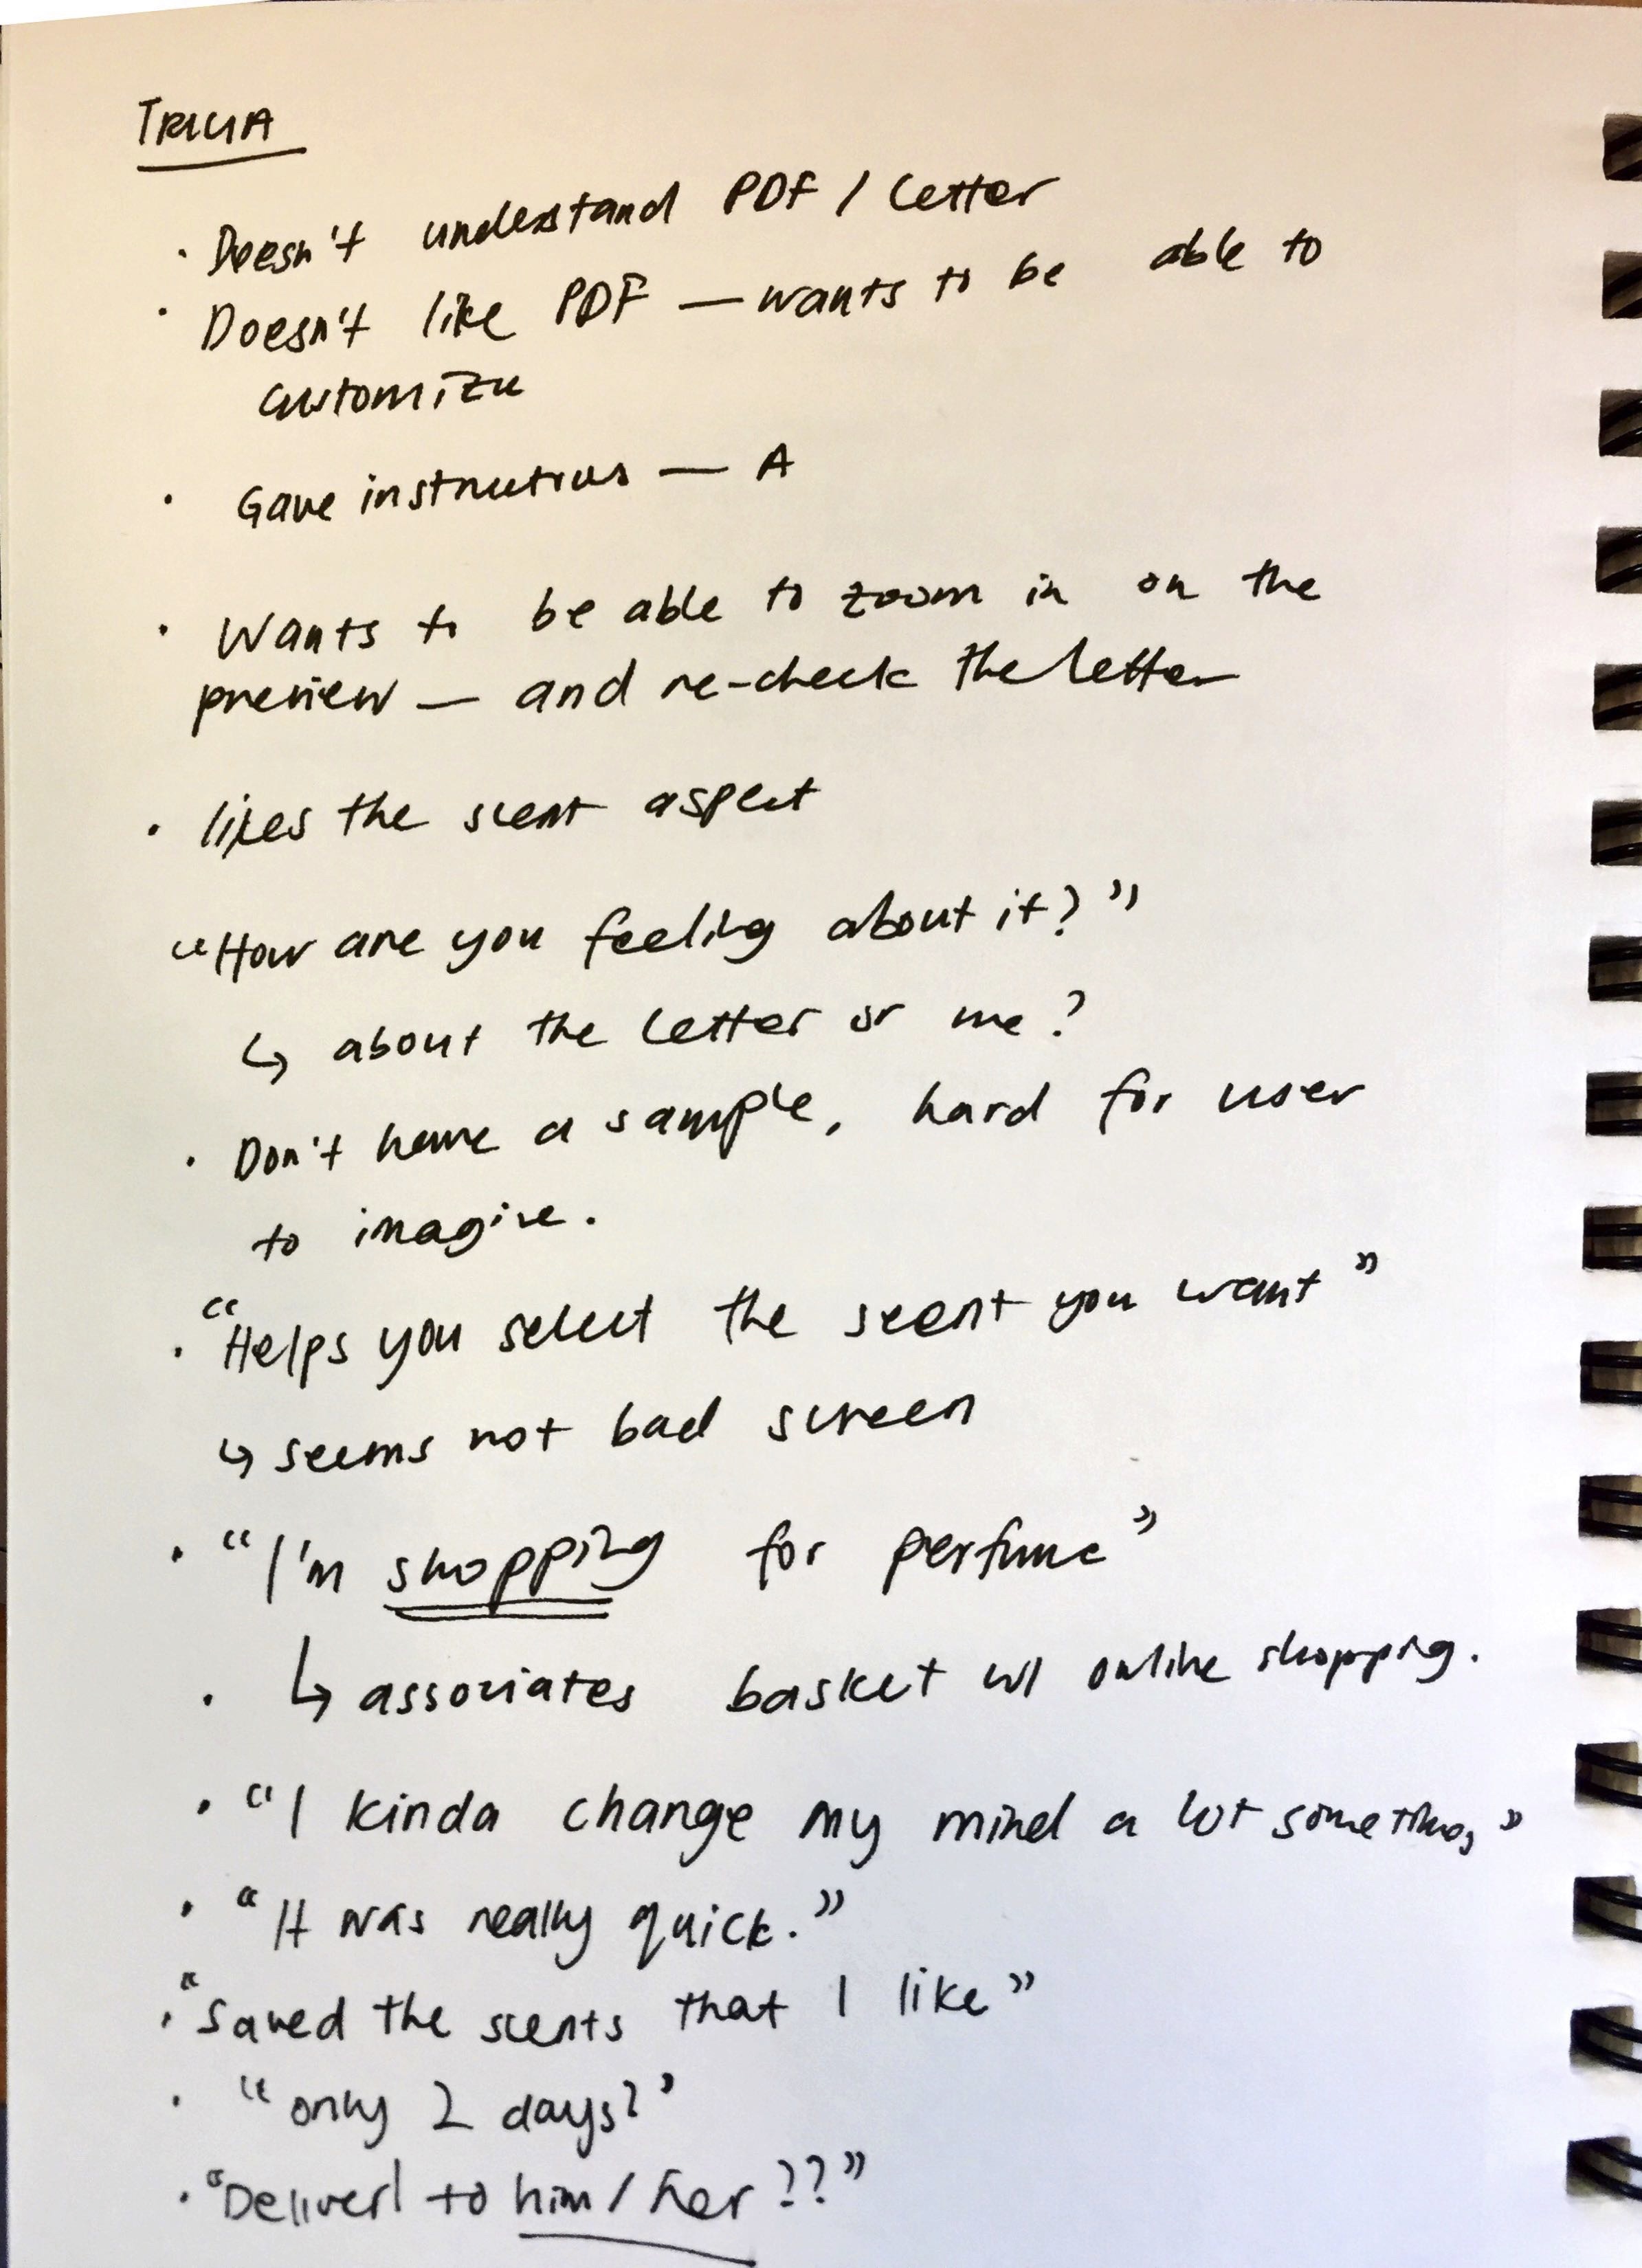 TRICIA
· Doesn't understand PDF / Letter
· Doesn't like PDF — wants to be able to
customize
· Gave instructions — A
· Wants to be able to zoom in on the
preview — and re-check the letter
· likes the scent aspect
"How are you feeling about it?"
↳ about the letter or me?
· Don't have a sample, hard for user
to imagine.
· "Helps you select the scent you want"
↳ seems not bad screen
· "I'm shopping for perfume"
· ↳ associates basket w/ online shopping.
· "I kinda change my mind a lot sometimes"
· "It was really quick."
· "Saved the scents that I like"
· "only 2 days?"
· "Deliver to him / her ??"